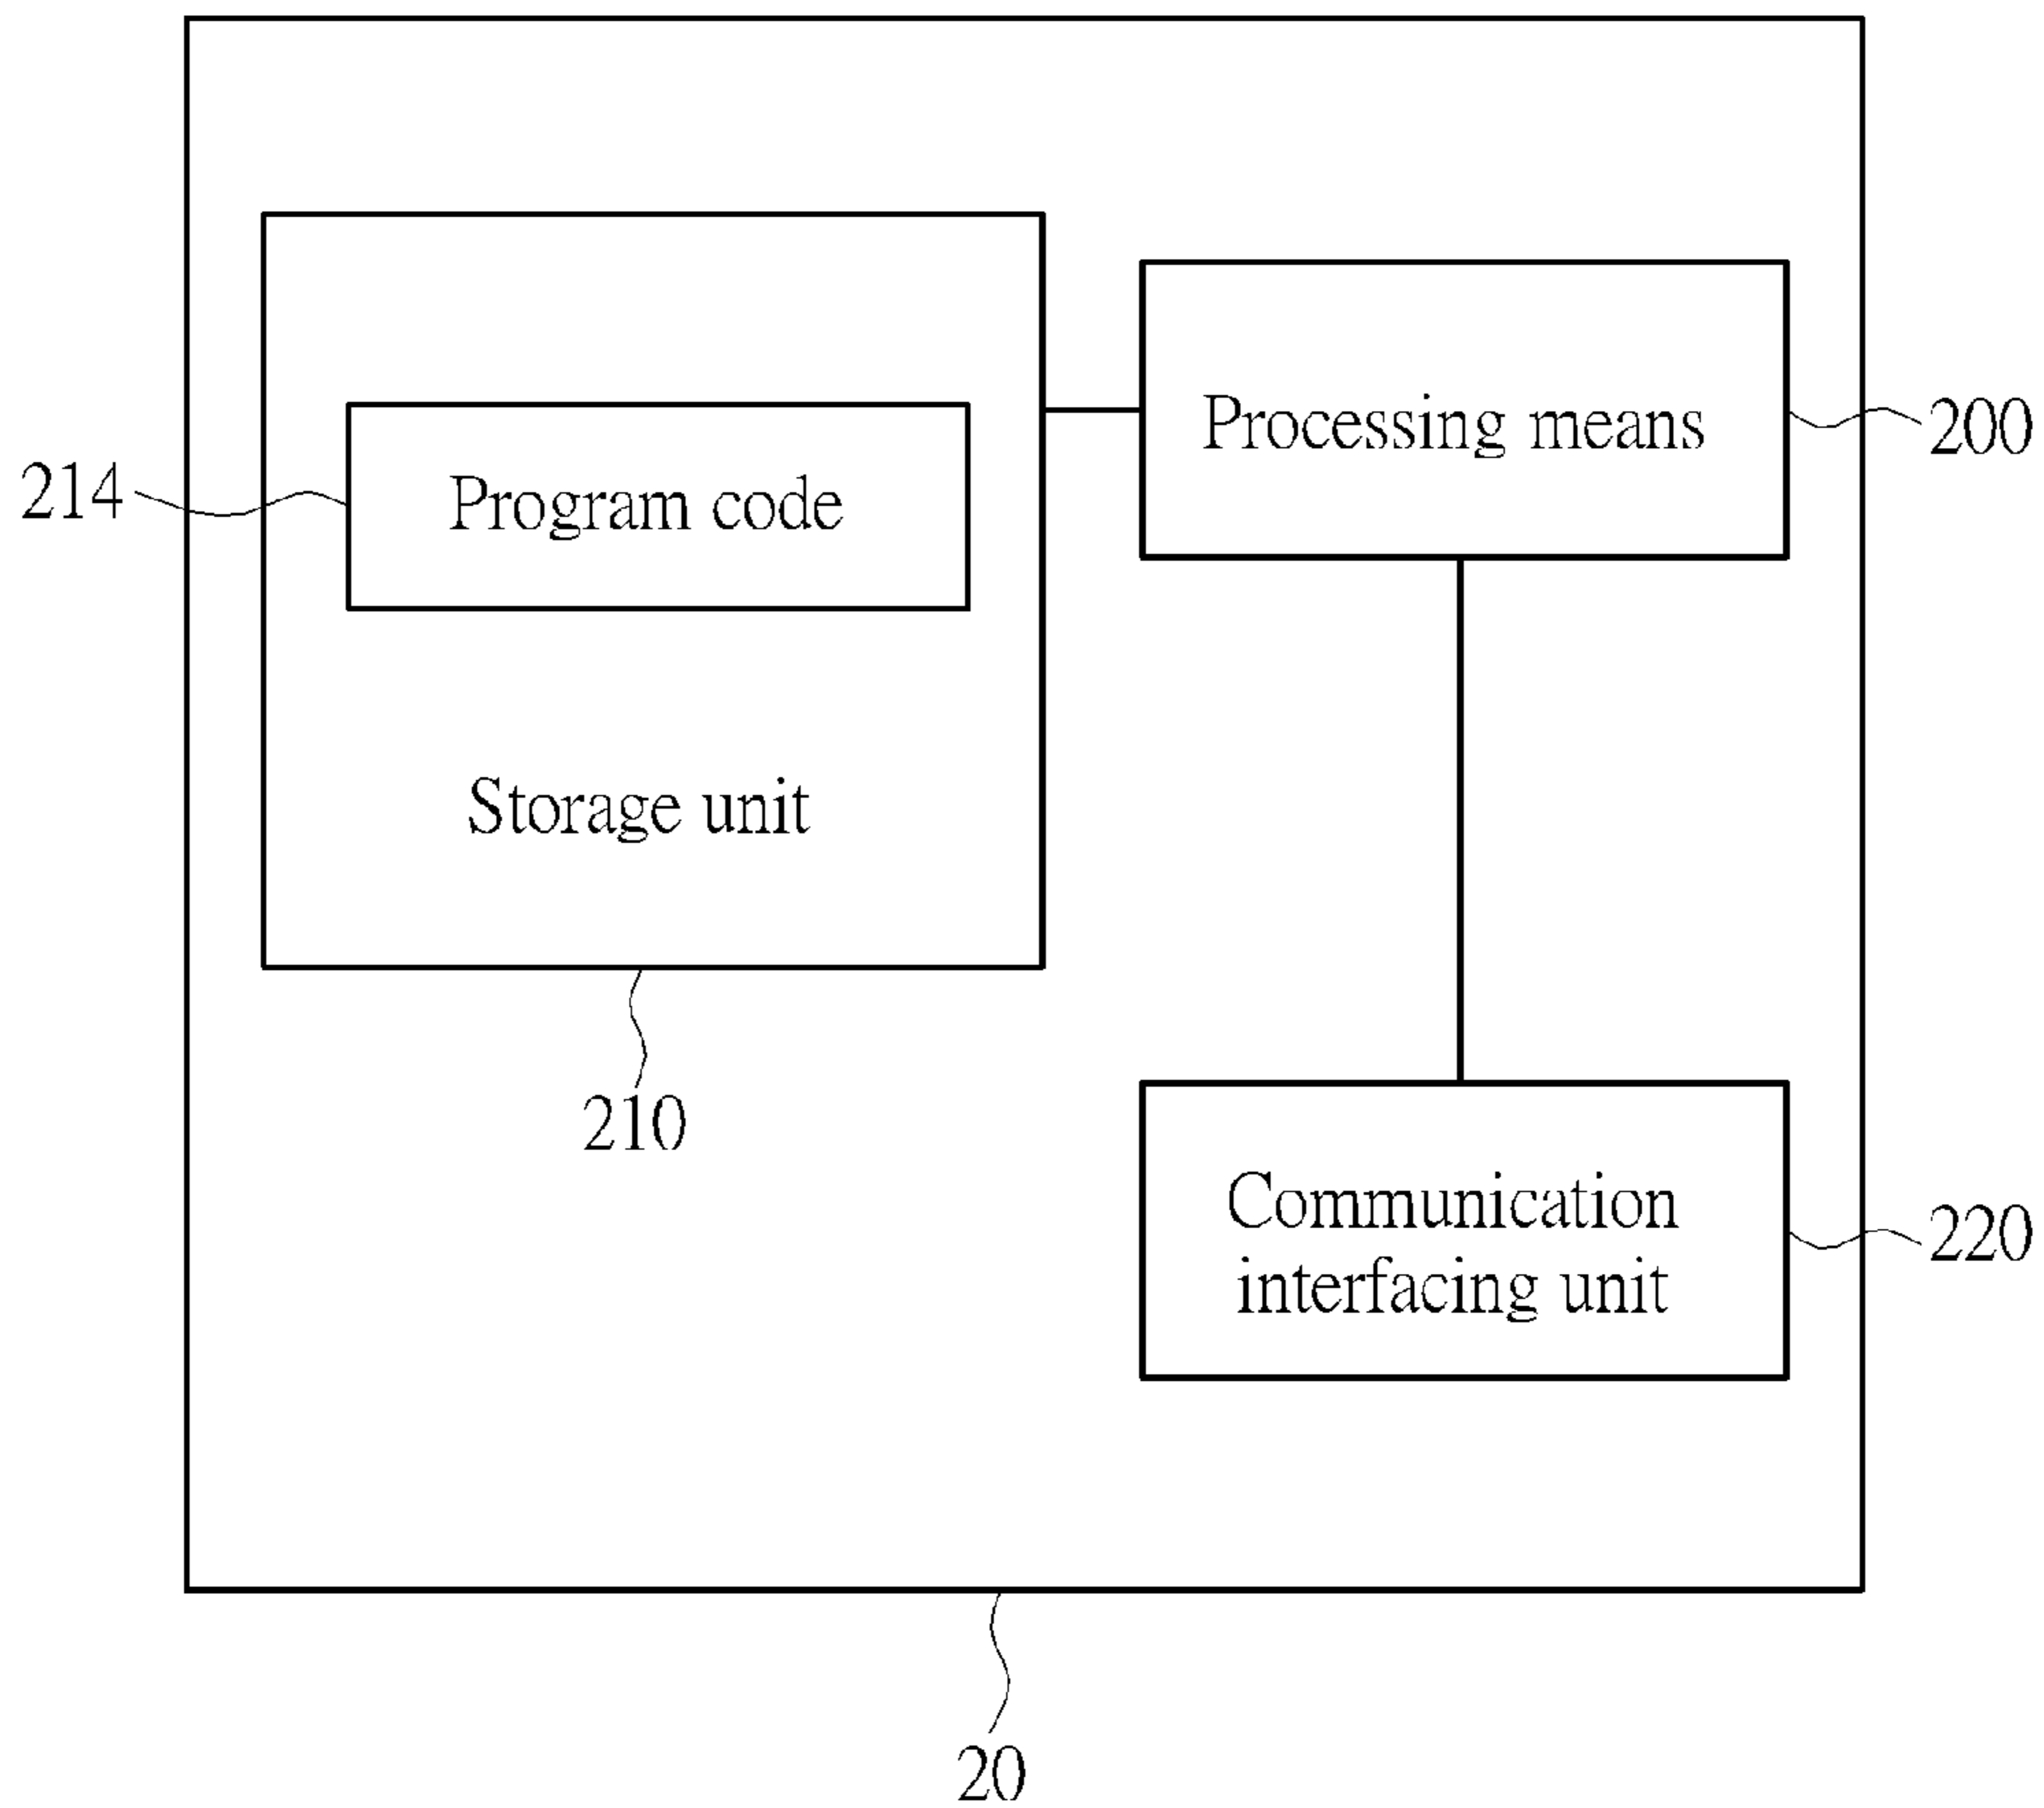 Processing means
200
214
Program code
Storage unit
210
Communication
interfacing unit
220
20